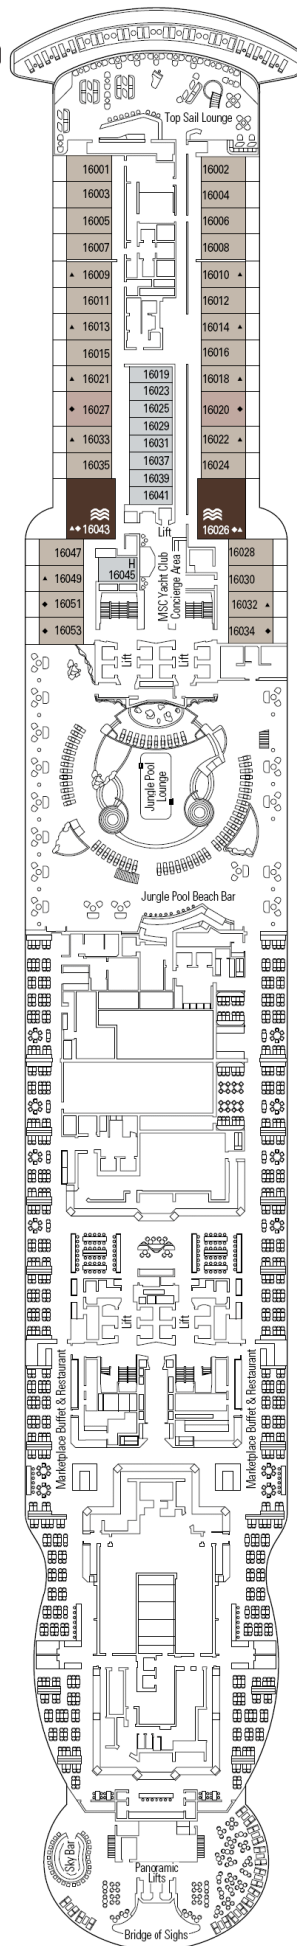 Top Sail Lounge
16001
16002
16003
16004
16005
16006
16007
16008
16009
16010
16011
16012
16013
16014
16015
16016
16019
16021
16018
16023
16027
16025
16020
16029
16033
16031
16022
16037
16035
16024
16039
16041
16043
Lift
16026
16047
H
16045
MSC Yacht Club
Concierge Area
16028
16049
16030
16051
16032
16053
16034
Lift
Lift
Jungle Pool
Lounge
Jurgle Pool Beach Bar
Lift
Lift
Marketplace Buffet & Restaurant
Marketplace Buffet & Restaurant
Sky Bar
Panoramic
Lifts
Bridge of Sighs